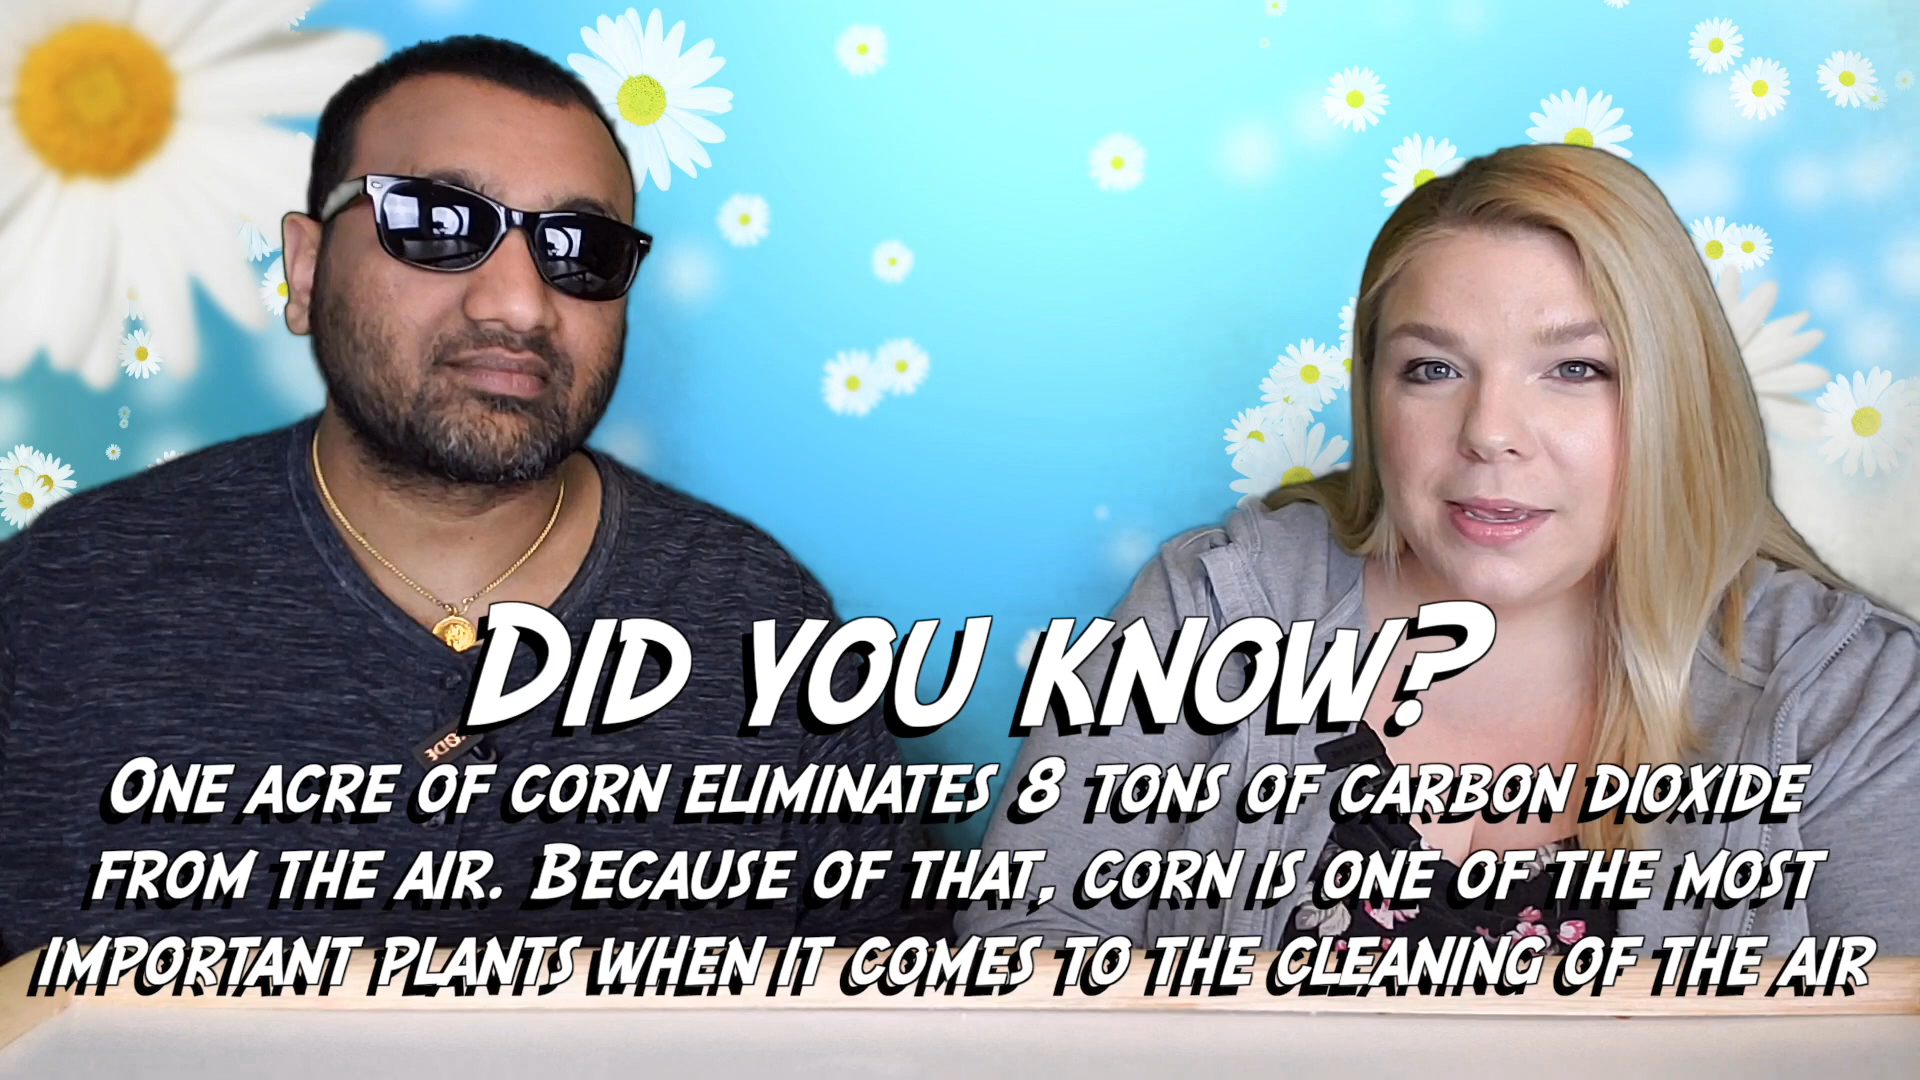 Did you know?
One acre of corn eliminates 8 tons of carbon dioxide
from the air. Because of that, corn is one of the most
important plants when it comes to the cleaning of the air